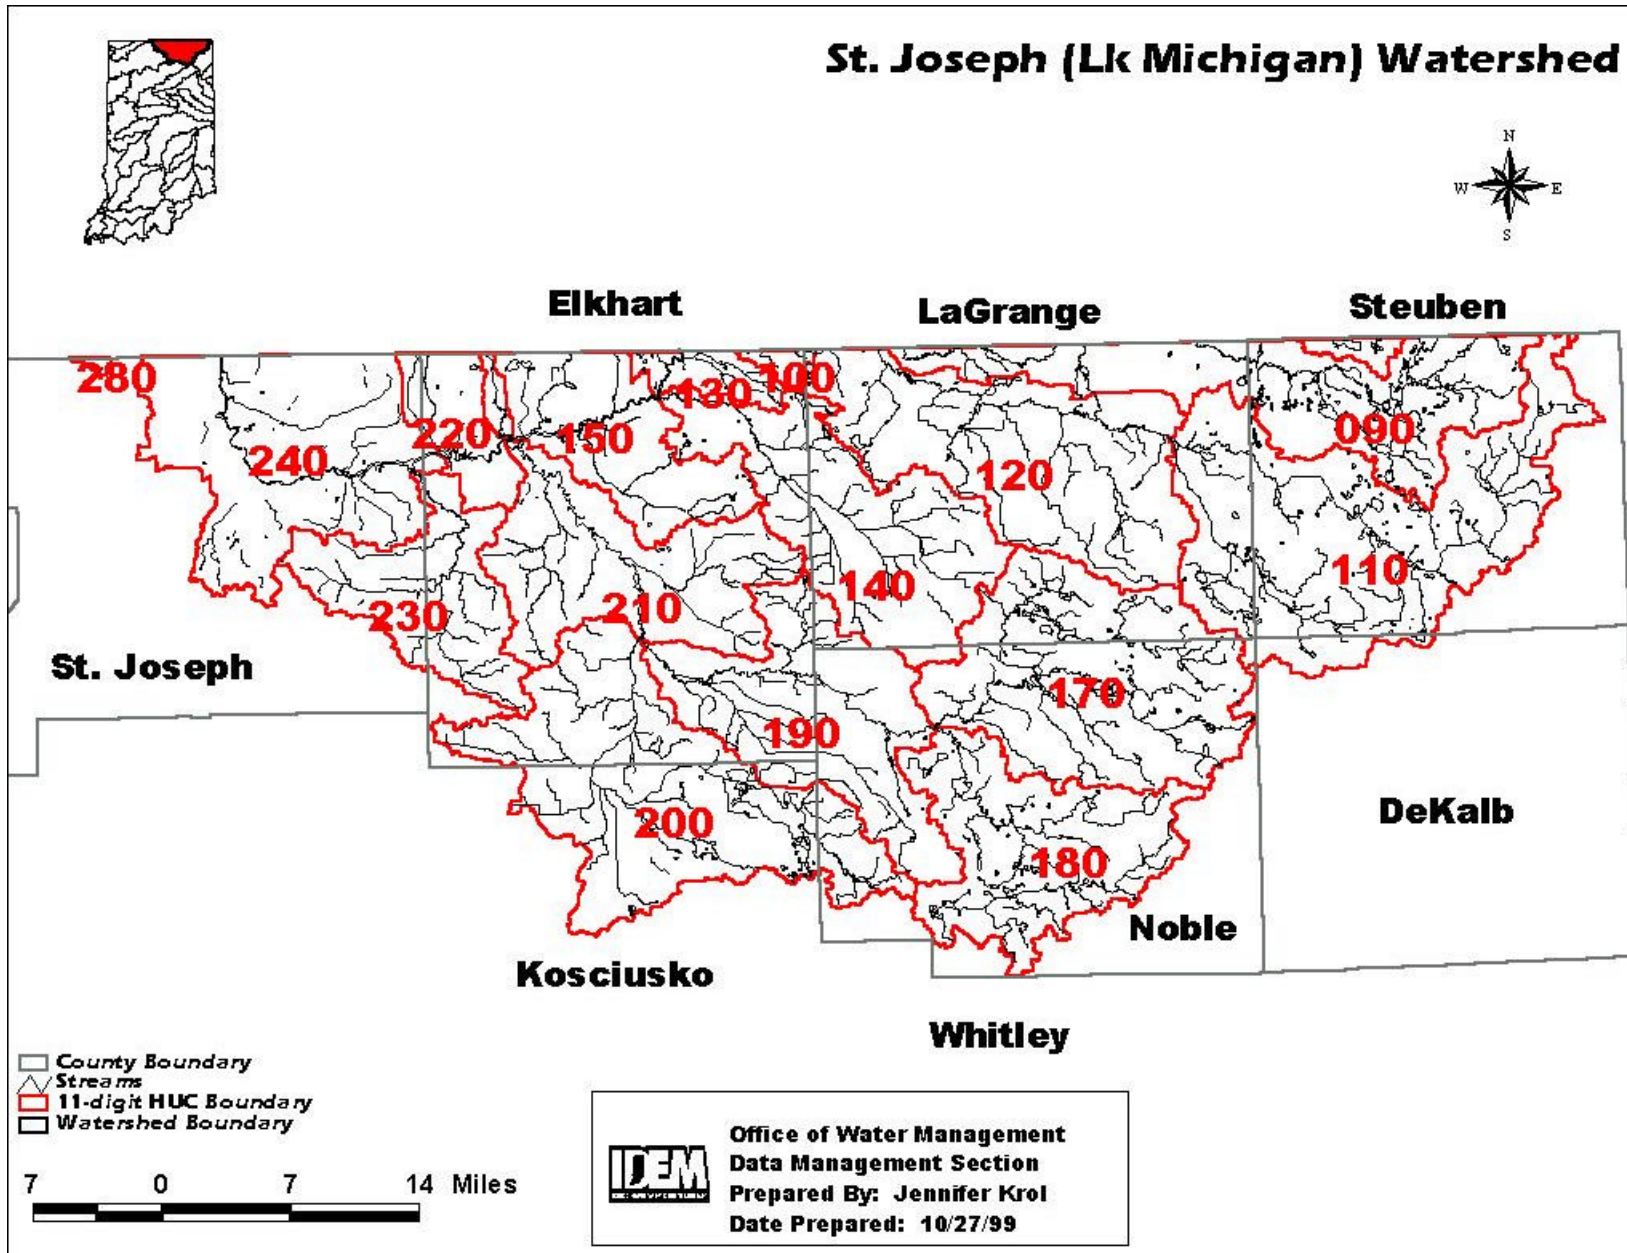 St. Joseph (Lk Michigan) Watershed
N
W E
S
Elkhart LaGrange Steuben
280
130 100
220 150 090
240 120
140 110
230 210
St. Joseph
170
190
200
DeKalb
180
Noble
Kosciusko
Whitley
County Boundary
Streams
11-digit HUC Boundary
Watershed Boundary
7 0 7 14 Miles
IDEM
Office of Water Management
Data Management Section
Prepared By: Jennifer Krol
Date Prepared: 10/27/99